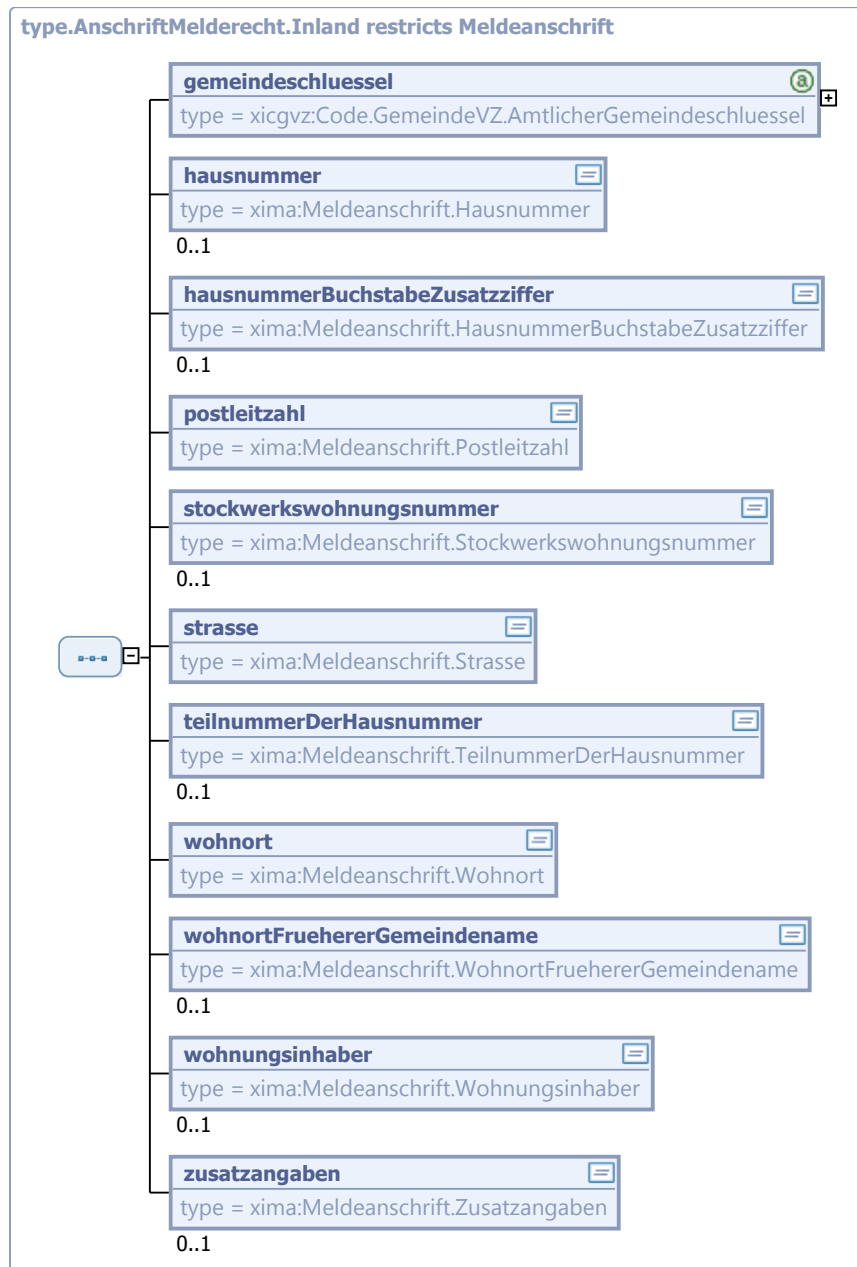 type.AnschriftMelderecht.Inland restricts Meldeanschrift
gemeindeschluessel
type = xicgvz:Code.GemeindeVZ.AmtlicherGemeindeschluessel
hausnummer
type = xima:Meldeanschrift.Hausnummer
0..1
hausnummerBuchstabeZusatzziffer
type = xima:Meldeanschrift.HausnummerBuchstabeZusatzziffer
0..1
postleitzahl
type = xima:Meldeanschrift.Postleitzahl
stockwerkswohnungsnummer
type = xima:Meldeanschrift.Stockwerkswohnungsnummer
0..1
strasse
type = xima:Meldeanschrift.Strasse
teilnummerDerHausnummer
type = xima:Meldeanschrift.TeilnummerDerHausnummer
0..1
wohnort
type = xima:Meldeanschrift.Wohnort
wohnortFruehererGemeindename
type = xima:Meldeanschrift.WohnortFruehererGemeindename
0..1
wohnungsinhaber
type = xima:Meldeanschrift.Wohnungsinhaber
0..1
zusatzangaben
type = xima:Meldeanschrift.Zusatzangaben
0..1